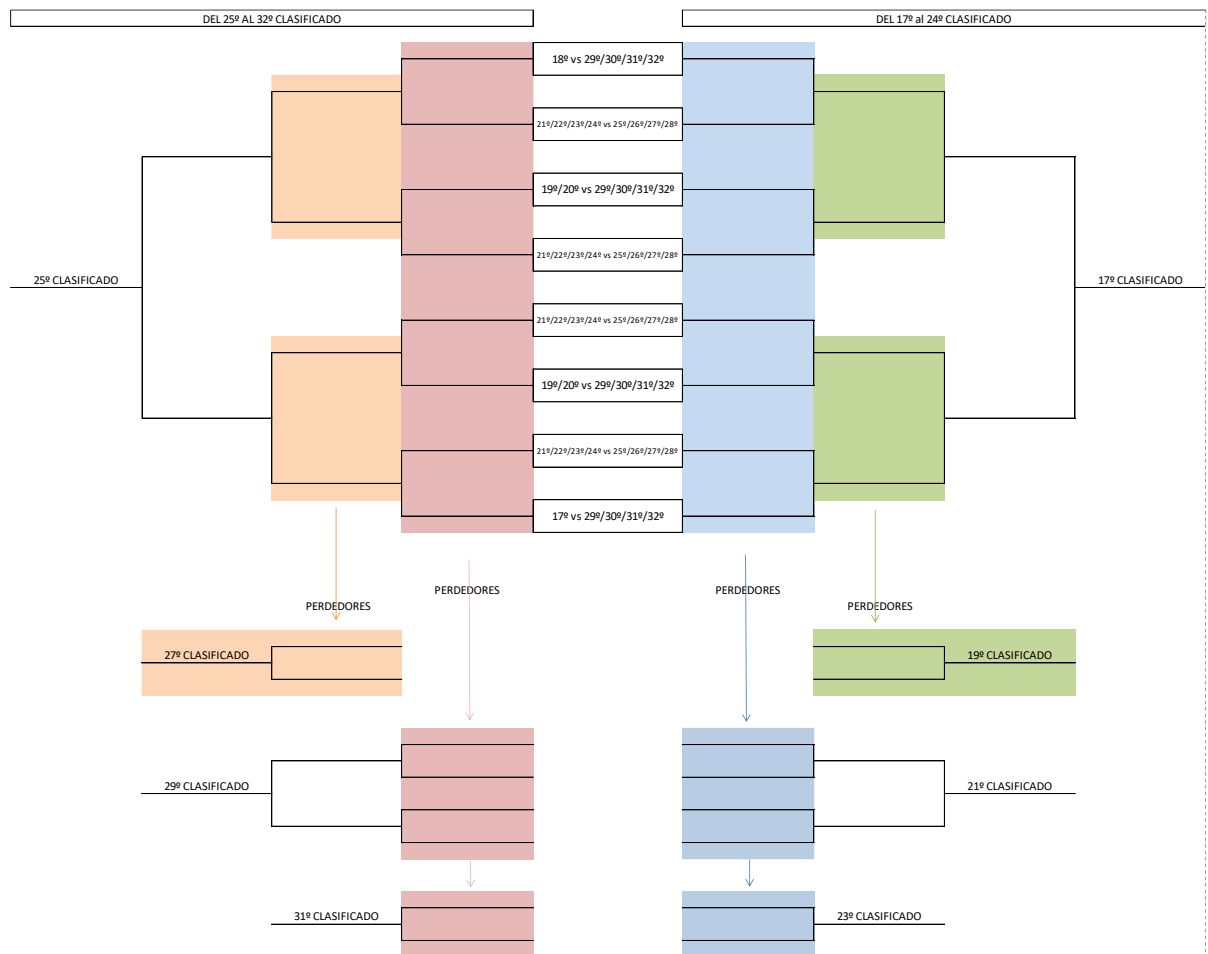 DEL 25º AL 32º CLASIFICADO
DEL 17º al 24º CLASIFICADO
18º vs 29º/30º/31º/32º
21º/22º/23º/24º vs 25º/26º/27º/28º
19º/20º vs 29º/30º/31º/32º
21º/22º/23º/24º vs 25º/26º/27º/28º
25º CLASIFICADO
17º CLASIFICADO
21º/22º/23º/24º vs 25º/26º/27º/28º
19º/20º vs 29º/30º/31º/32º
21º/22º/23º/24º vs 25º/26º/27º/28º
17º vs 29º/30º/31º/32º
PERDEDORES
PERDEDORES
PERDEDORES
PERDEDORES
27º CLASIFICADO
19º CLASIFICADO
29º CLASIFICADO
21º CLASIFICADO
31º CLASIFICADO
23º CLASIFICADO